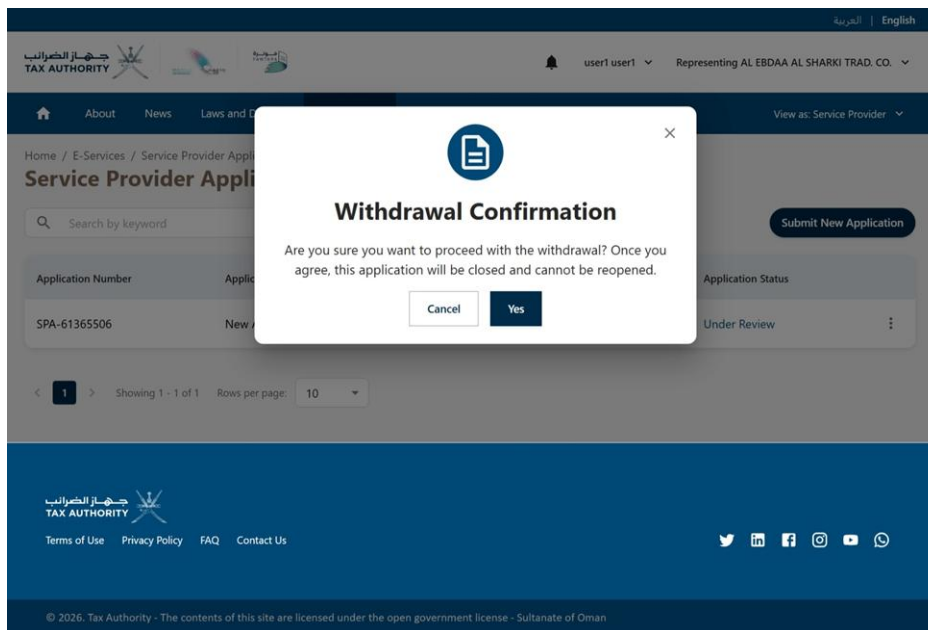 العربية | English
جهاز الضرائب
TAX AUTHORITY
user1 user1
Representing AL EBDAA AL SHARKI TRAD. CO.
About
News
Laws and D
View as: Service Provider
Home / E-Services / Service Provider Appli
Service Provider Appli
Search by keyword
Submit New Application
Withdrawal Confirmation
Are you sure you want to proceed with the withdrawal? Once you
agree, this application will be closed and cannot be reopened.
Cancel
Yes
Application Number
Applic
Application Status
SPA-61365506
New A
Under Review
1
Showing 1 - 1 of 1
Rows per page:
10
جهاز الضرائب
TAX AUTHORITY
Terms of Use
Privacy Policy
FAQ
Contact Us
© 2026. Tax Authority - The contents of this site are licensed under the open government license - Sultanate of Oman